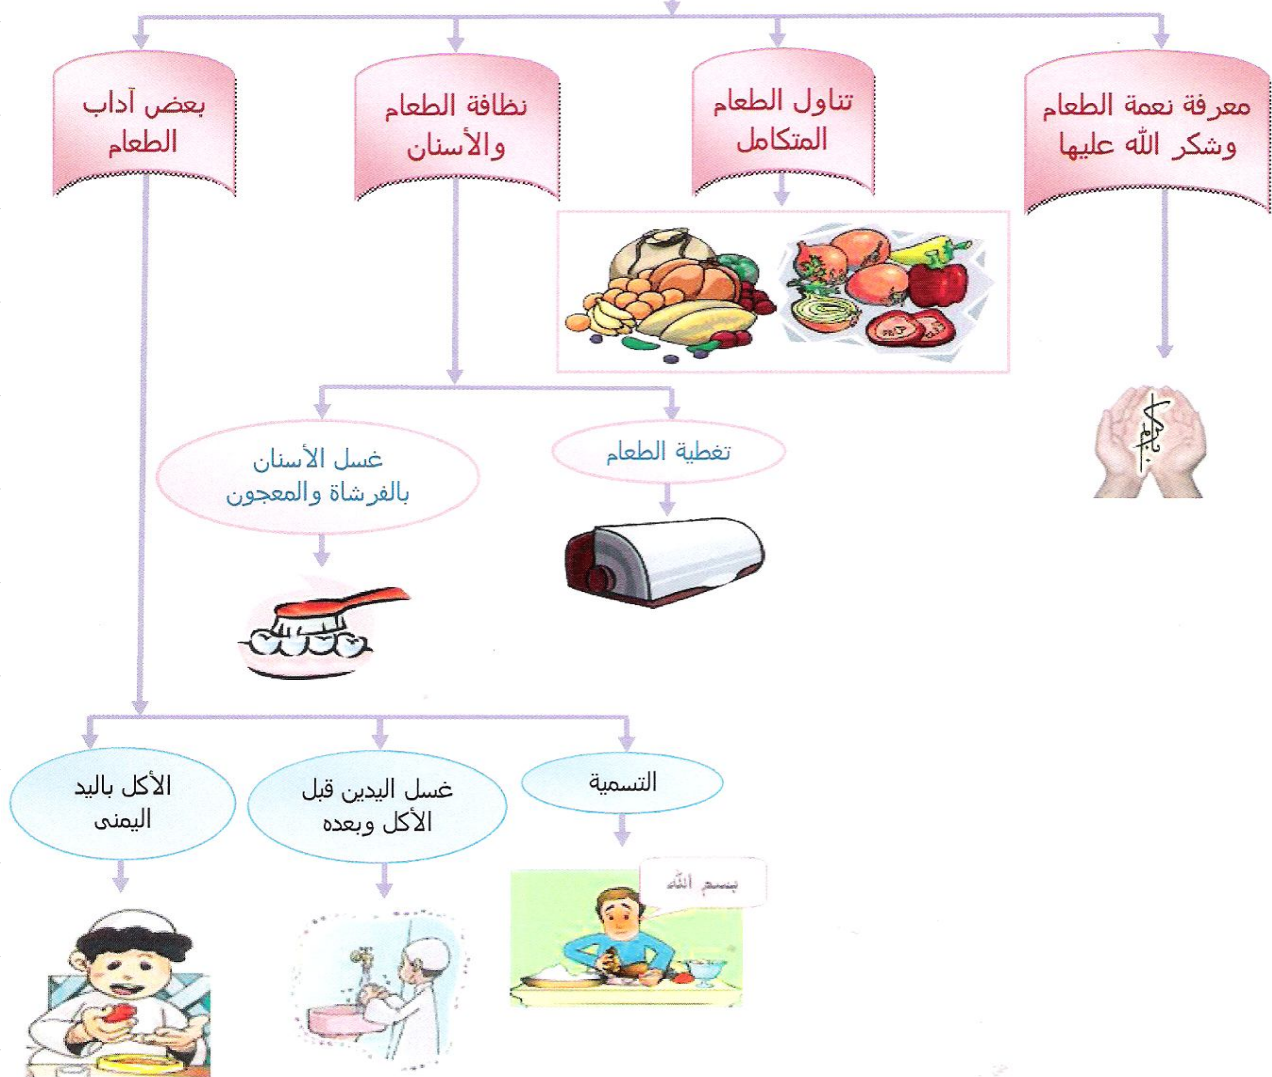 معرفة نعمة الطعام
وشكر الله عليها
تناول الطعام
المتكامل
نظافة الطعام
والأسنان
بعض آداب
الطعام
تغطية الطعام
غسل الأسنان
بالفرشاة والمعجون
التسمية
غسل اليدين قبل
الأكل وبعده
الأكل باليد
اليمنى
بسم الله